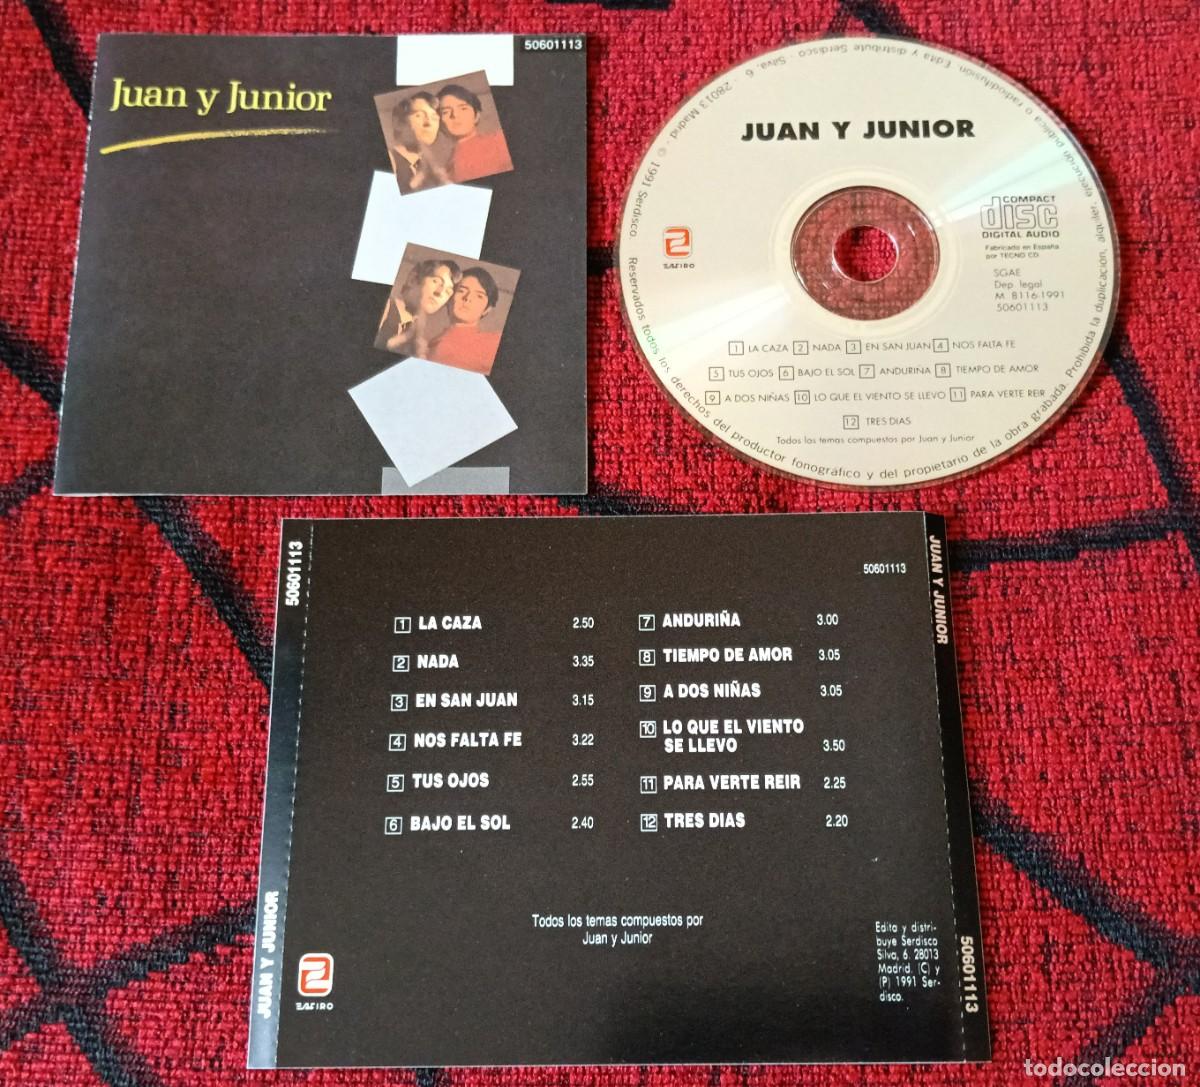 50601113
Juan y Junior
JUAN Y JUNIOR
ejecución pública o radiodifusión. Edita y distribute Serdisco · Silva, 6 · 28013 Madrid · © 1991 Serdisco. Reservados todos los derechos del productor fonográfico y del propietario de la obra grabada. Prohibida la duplicación, alquiler,
COMPACT
disc
DIGITAL AUDIO
Fabricado en España
por TECNO CD.
ZAFIRO
SGAE
Dep. legal
M. 8116-1991
50601113
1 LA CAZA 2 NADA 3 EN SAN JUAN 4 NOS FALTA FE
5 TUS OJOS 6 BAJO EL SOL 7 ANDURIÑA 8 TIEMPO DE AMOR
9 A DOS NIÑAS 10 LO QUE EL VIENTO SE LLEVO 11 PARA VERTE REIR
12 TRES DIAS
Todos los temas compuestos por Juan y Junior
50601113
JUAN Y JUNIOR
50601113
1 LA CAZA 2.50
2 NADA 3.35
3 EN SAN JUAN 3.15
4 NOS FALTA FE 3.22
5 TUS OJOS 2.55
6 BAJO EL SOL 2.40
7 ANDURIÑA 3.00
8 TIEMPO DE AMOR 3.05
9 A DOS NIÑAS 3.05
10 LO QUE EL VIENTO
SE LLEVO 3.50
11 PARA VERTE REIR 2.25
12 TRES DIAS 2.20
Todos los temas compuestos por
Juan y Junior
ZAFIRO
Edita y distri-
buye Serdisco
Silva, 6. 28013
Madrid. (C) y
(P) 1991 Ser-
disco.
JUAN Y JUNIOR
50601113
todocoleccion